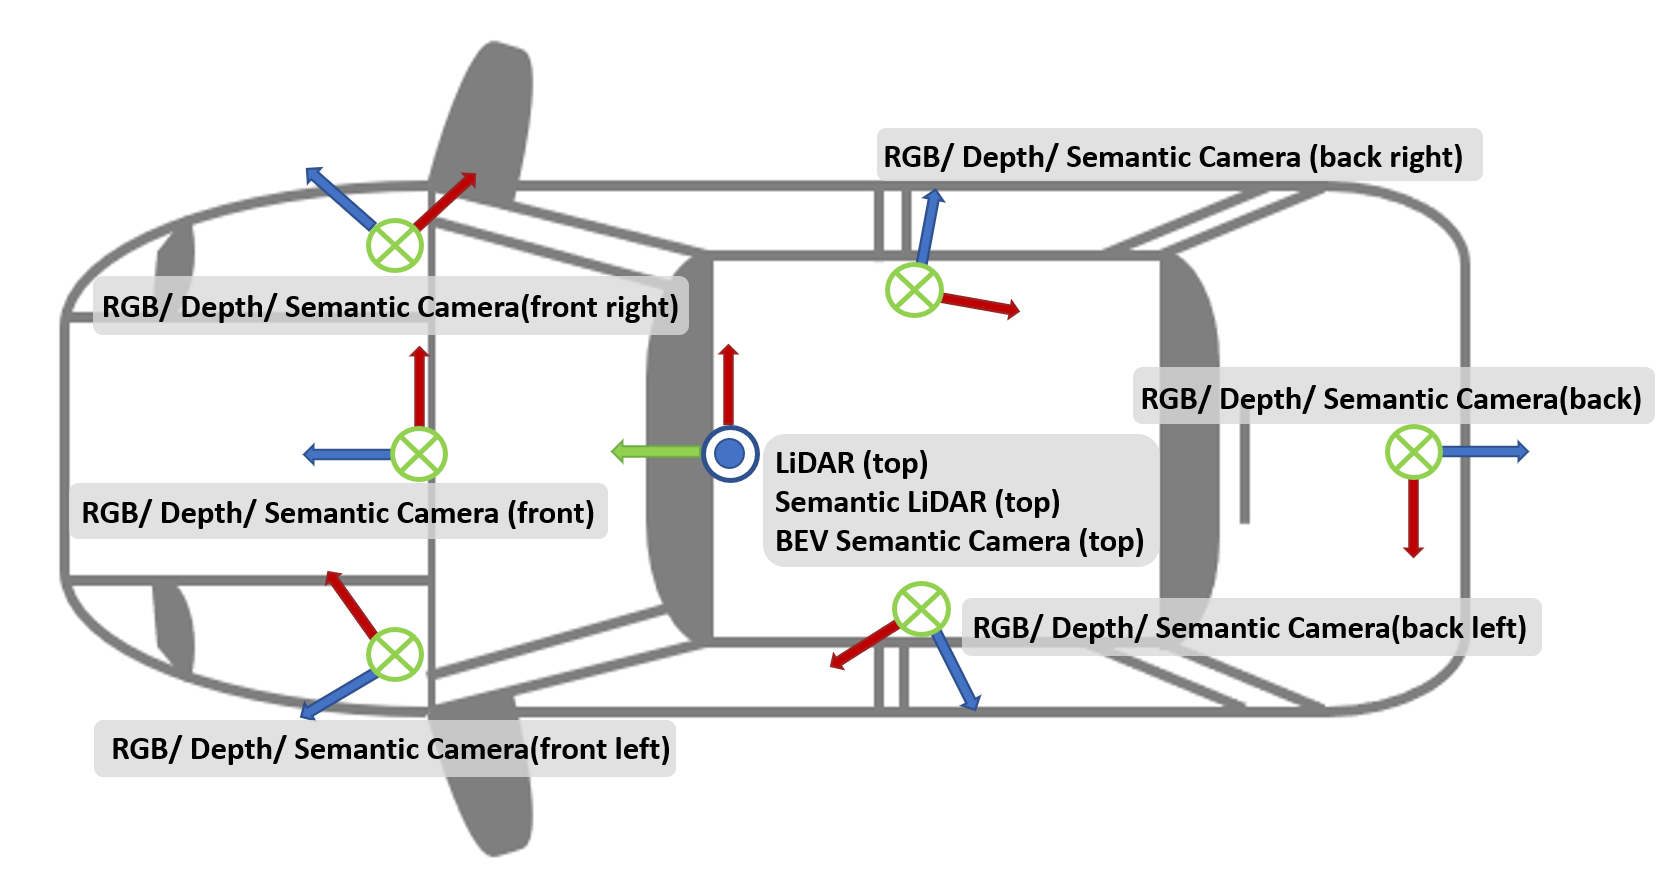 RGB/ Depth/ Semantic Camera (back right)
RGB/ Depth/ Semantic Camera(front right)
RGB/ Depth/ Semantic Camera(back)
LiDAR (top)
Semantic LiDAR (top)
BEV Semantic Camera (top)
RGB/ Depth/ Semantic Camera (front)
RGB/ Depth/ Semantic Camera(back left)
RGB/ Depth/ Semantic Camera(front left)